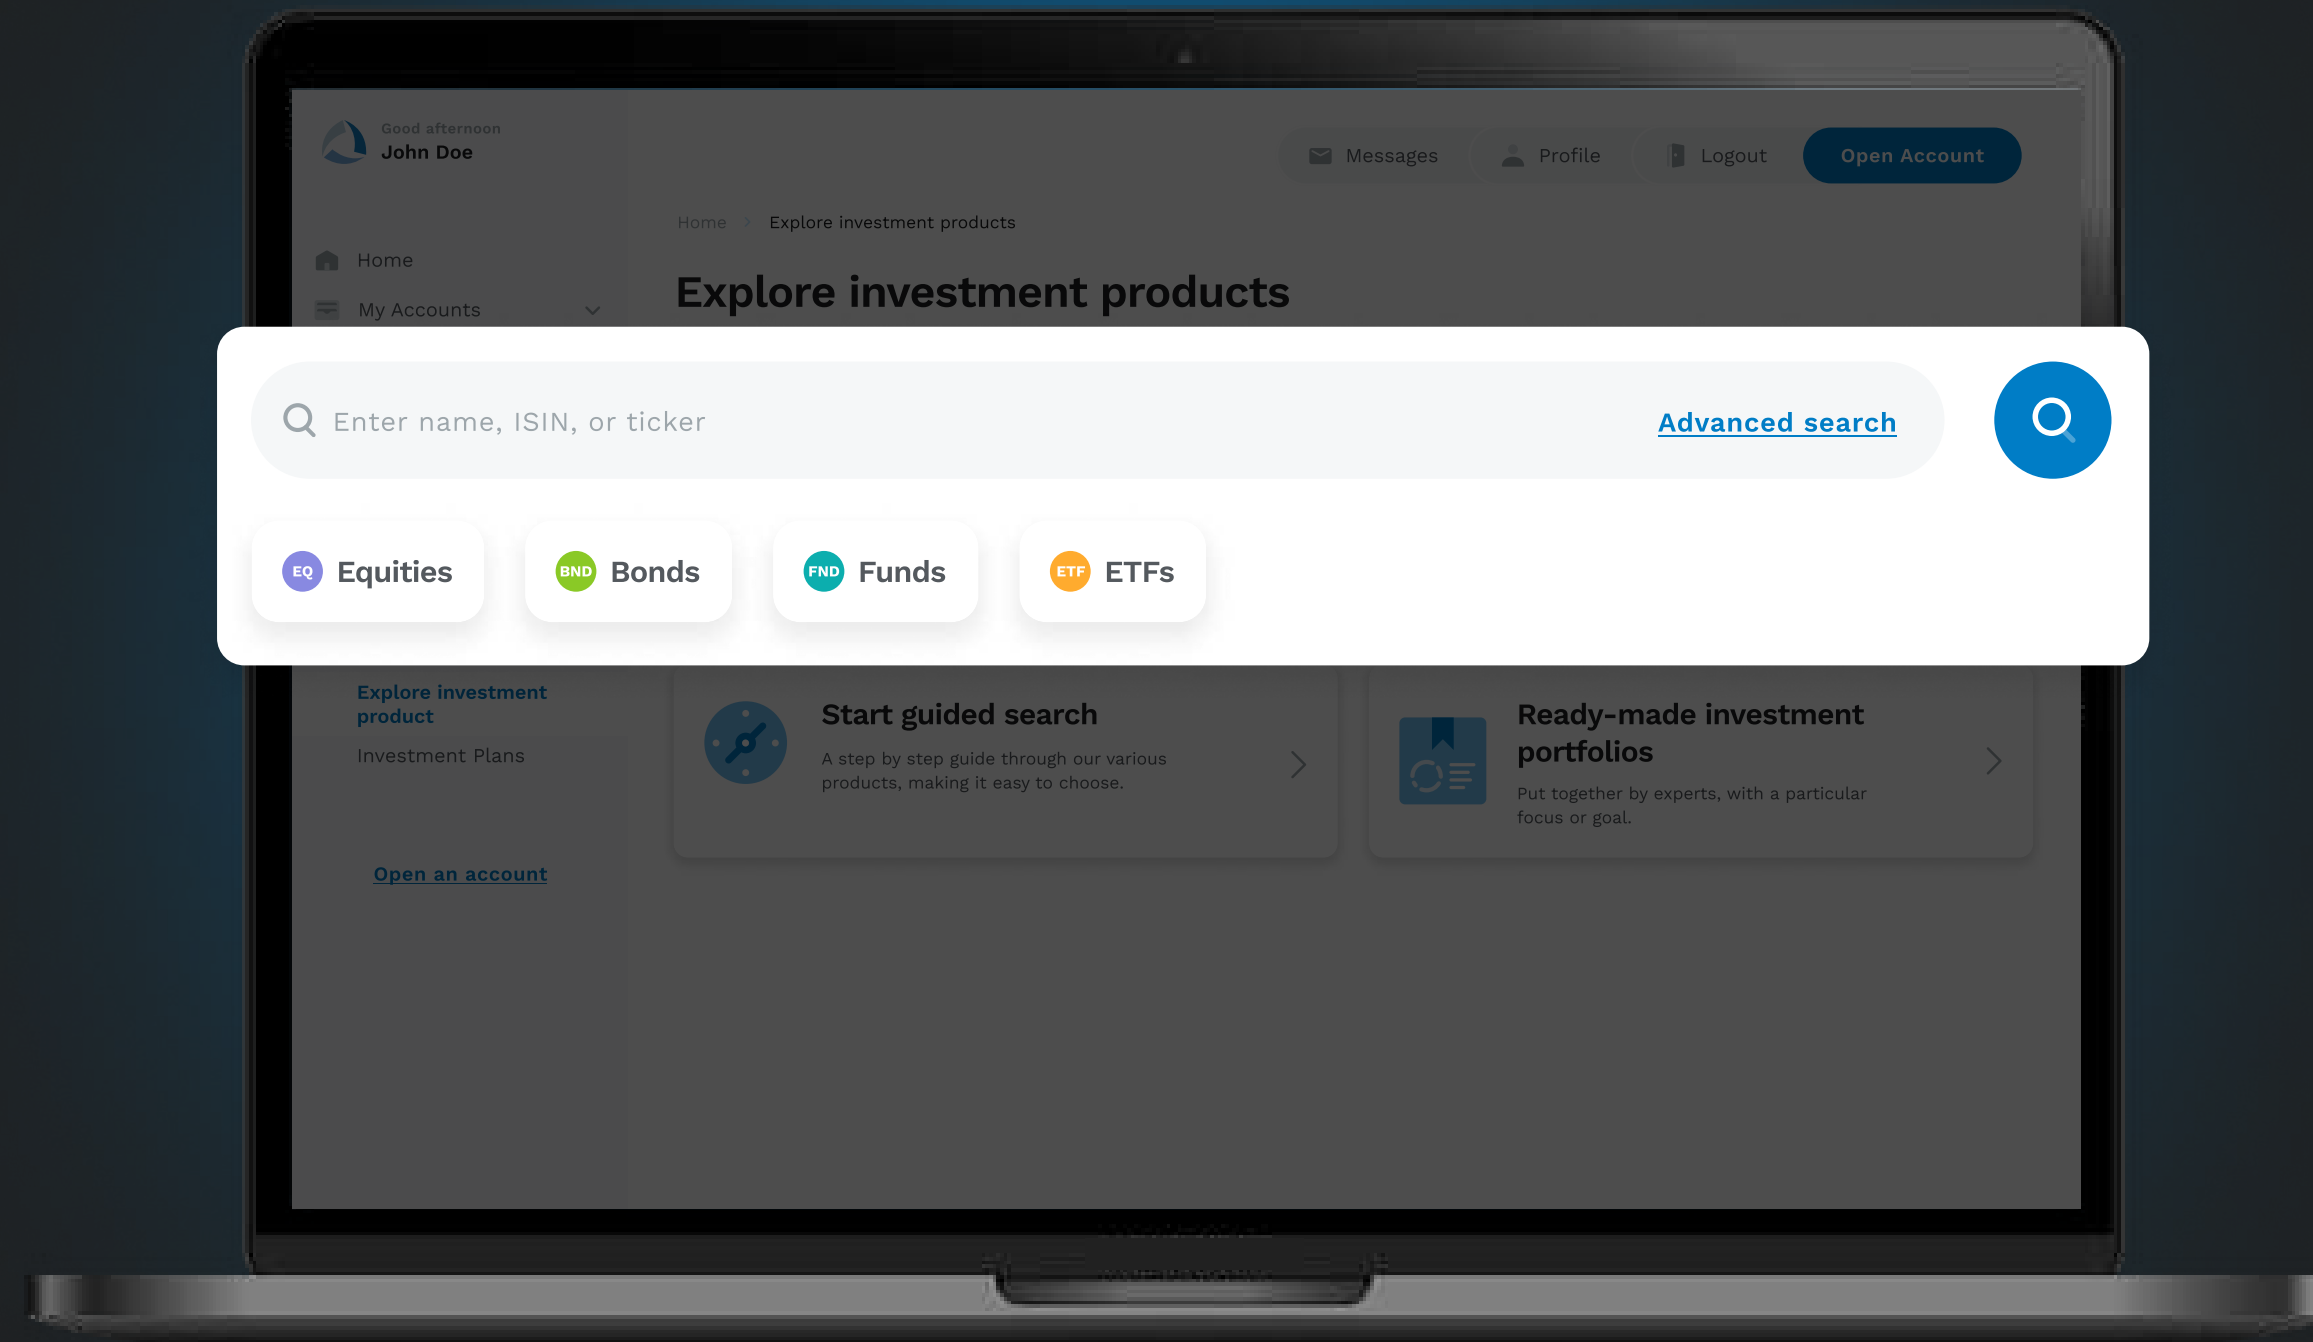 Good afternoon
John Doe
Messages
Profile
Logout
Open Account
Home
Explore investment products
Home
My Accounts
Explore investment products
Enter name, ISIN, or ticker
Advanced search
EQ Equities
BND Bonds
FND Funds
ETF ETFs
Explore investment
product
Investment Plans
Open an account
Start guided search
A step by step guide through our various
products, making it easy to choose.
Ready-made investment
portfolios
Put together by experts, with a particular
focus or goal.